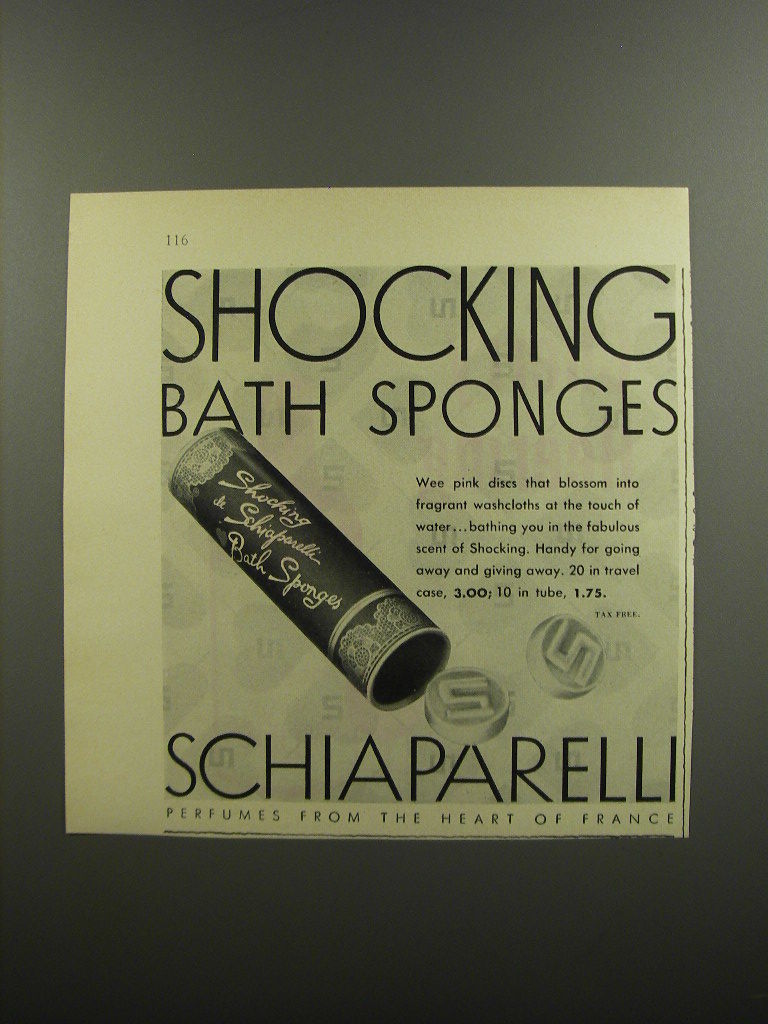 116
SHOCKING
BATH SPONGES
Shocking
de Schiaparelli
Bath Sponges
Wee pink discs that blossom into
fragrant washcloths at the touch of
water...bathing you in the fabulous
scent of Shocking. Handy for going
away and giving away. 20 in travel
case, 3.00; 10 in tube, 1.75.
TAX FREE.
S
S
SCHIAPARELLI
PERFUMES FROM THE HEART OF FRANCE